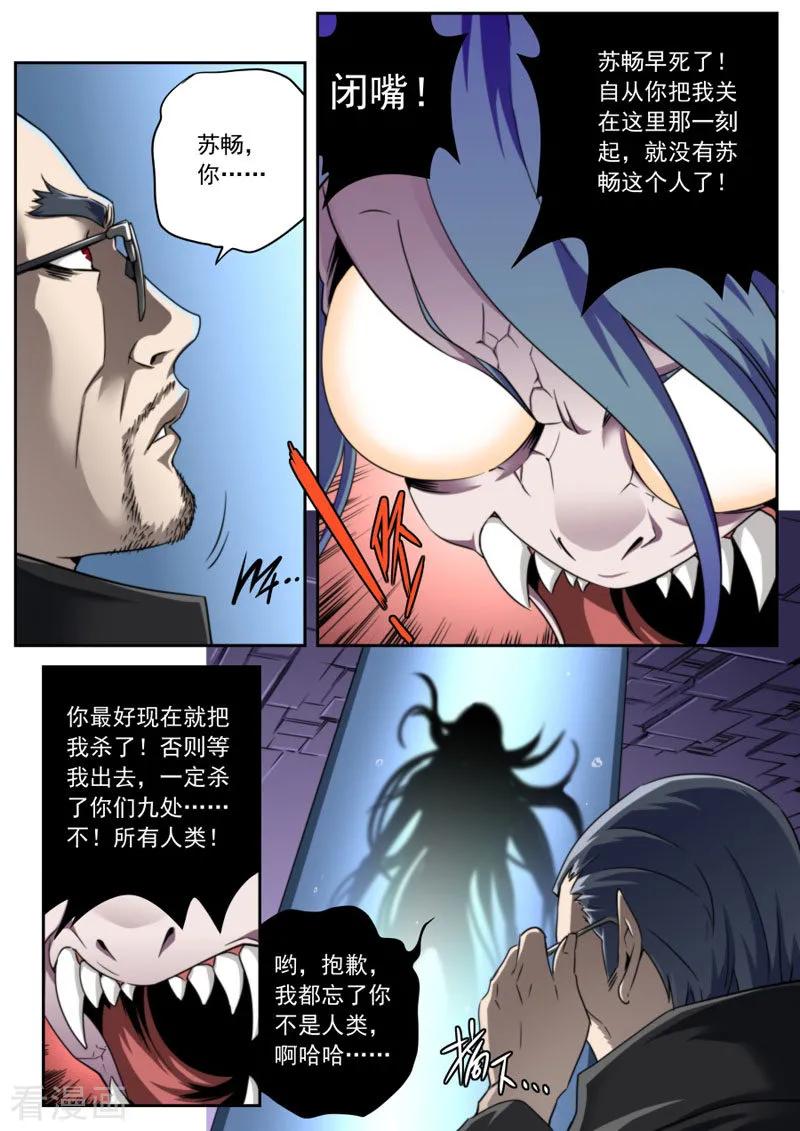 苏畅，
你……
闭嘴！
苏畅早死了！
自从你把我关
在这里那一刻
起，就没有苏
畅这个人了！
你最好现在就把
我杀了！否则等
我出去，一定杀
了你们九处……
不！所有人类！
哟，抱歉，
我都忘了你
不是人类，
啊哈哈……
摘下…
看漫画